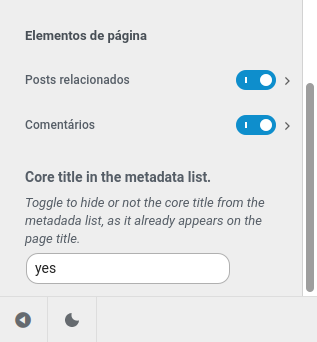 Elementos de página
Posts relacionados
Comentários
Core title in the metadata list.
Toggle to hide or not the core title from the
metadada list, as it already appears on the
page title.
yes